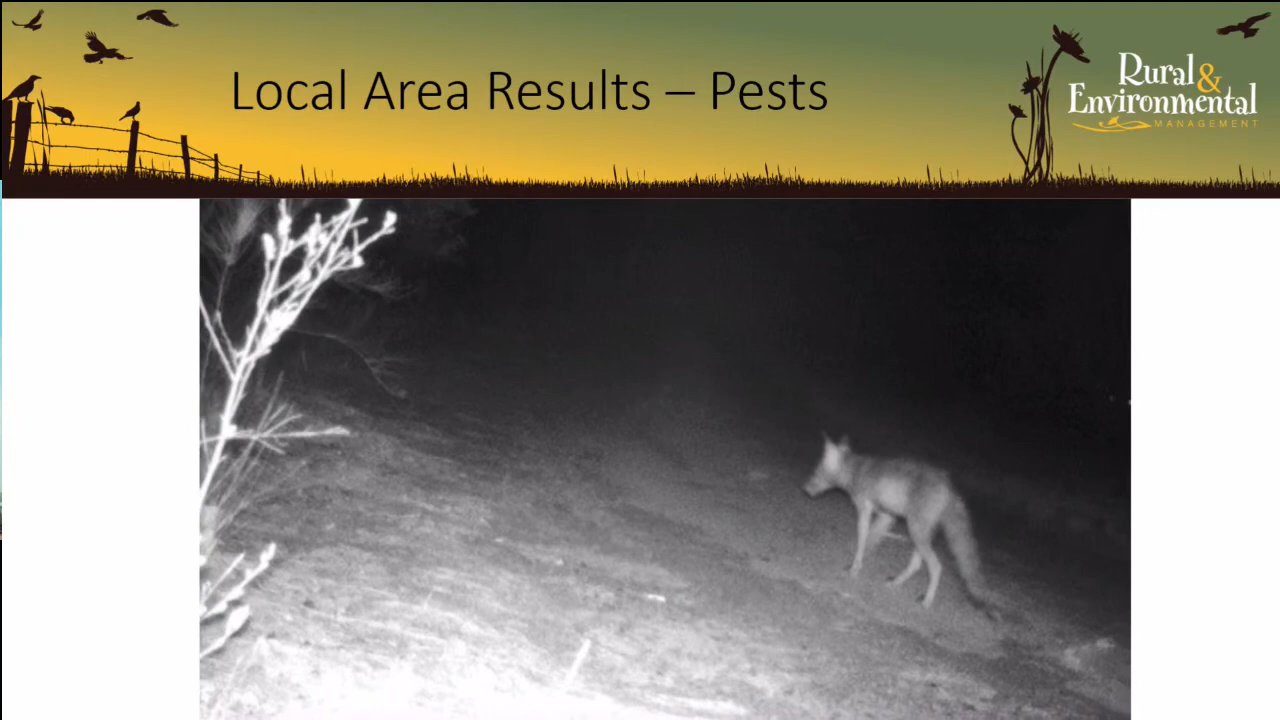 Local Area Results – Pests
Rural &
Environmental
MANAGEMENT